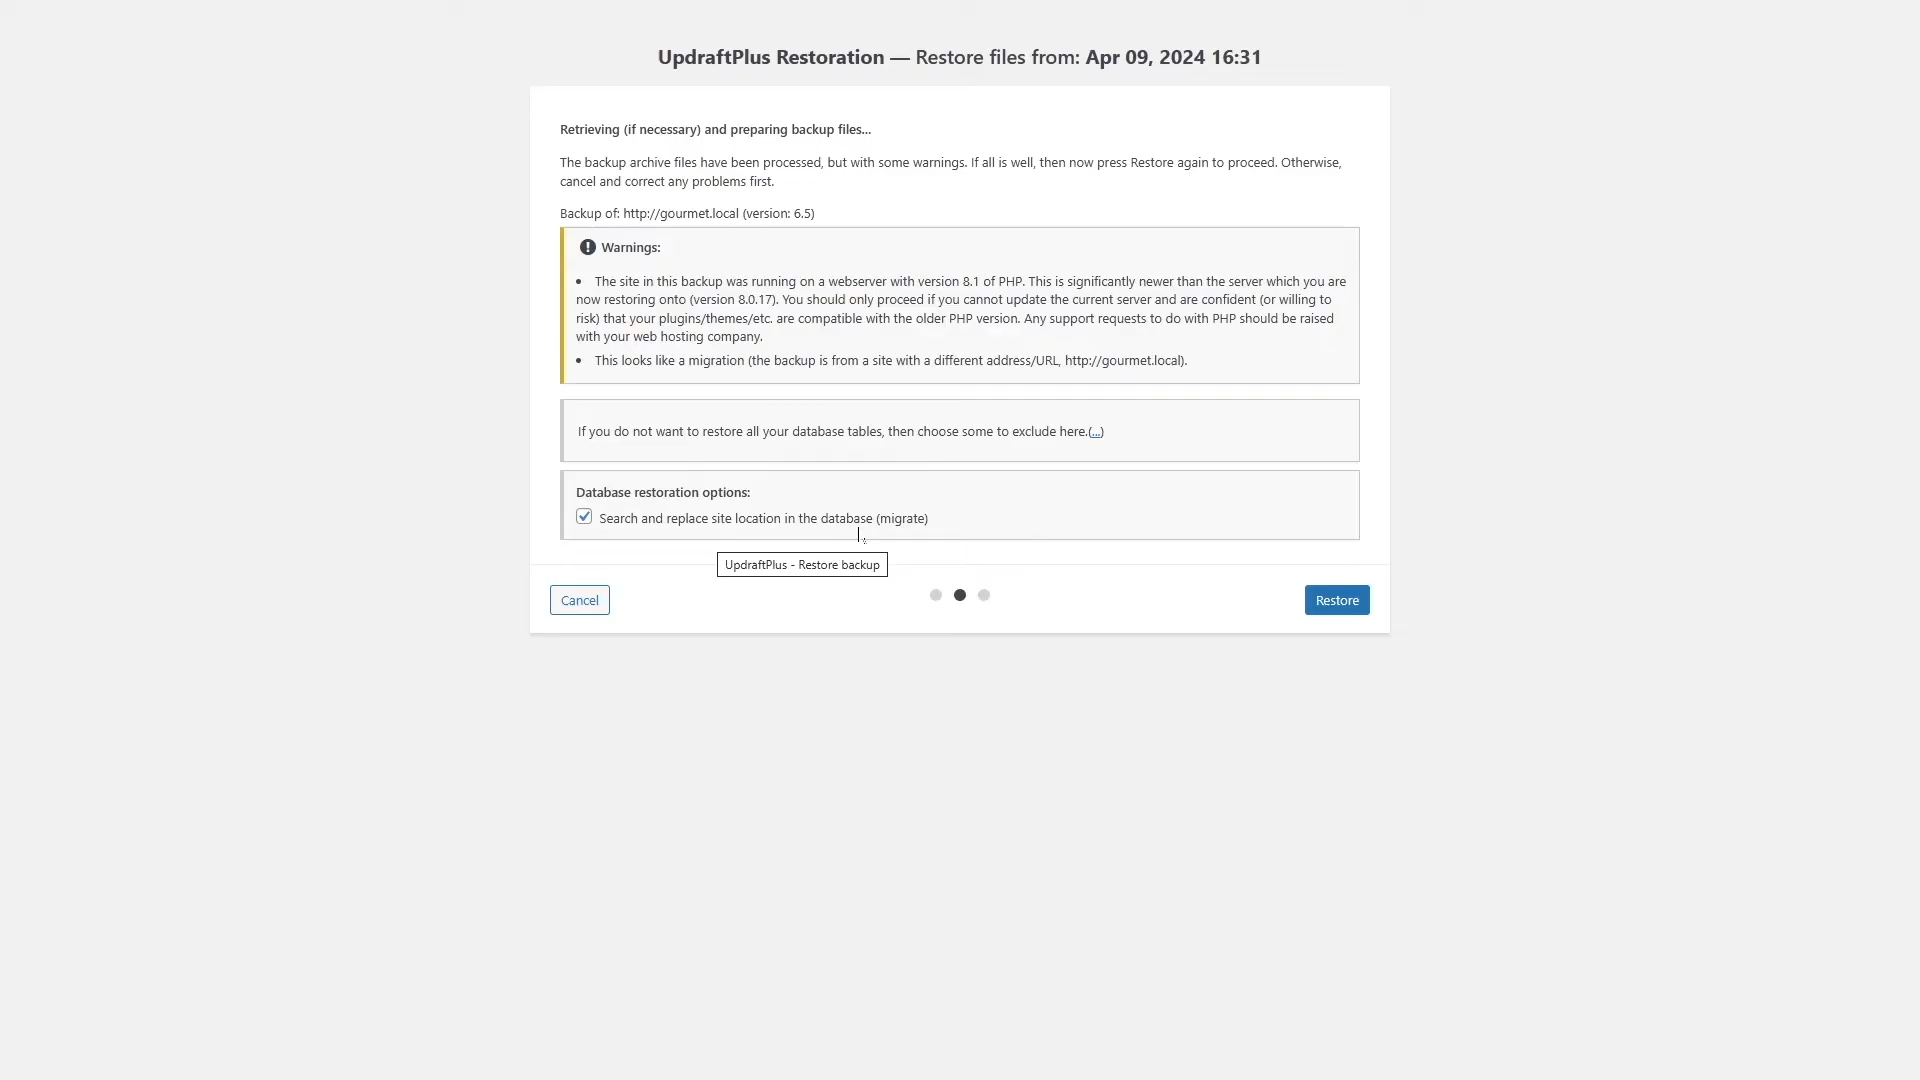 UpdraftPlus Restoration — Restore files from: Apr 09, 2024 16:31
Retrieving (if necessary) and preparing backup files...
The backup archive files have been processed, but with some warnings. If all is well, then now press Restore again to proceed. Otherwise,
cancel and correct any problems first.
Backup of: http://gourmet.local (version: 6.5)
Warnings:
• The site in this backup was running on a webserver with version 8.1 of PHP. This is significantly newer than the server which you are
now restoring onto (version 8.0.17). You should only proceed if you cannot update the current server and are confident (or willing to
risk) that your plugins/themes/etc. are compatible with the older PHP version. Any support requests to do with PHP should be raised
with your web hosting company.
• This looks like a migration (the backup is from a site with a different address/URL, http://gourmet.local).
If you do not want to restore all your database tables, then choose some to exclude here.(...)
Database restoration options:
Search and replace site location in the database (migrate)
UpdraftPlus - Restore backup
Cancel
Restore